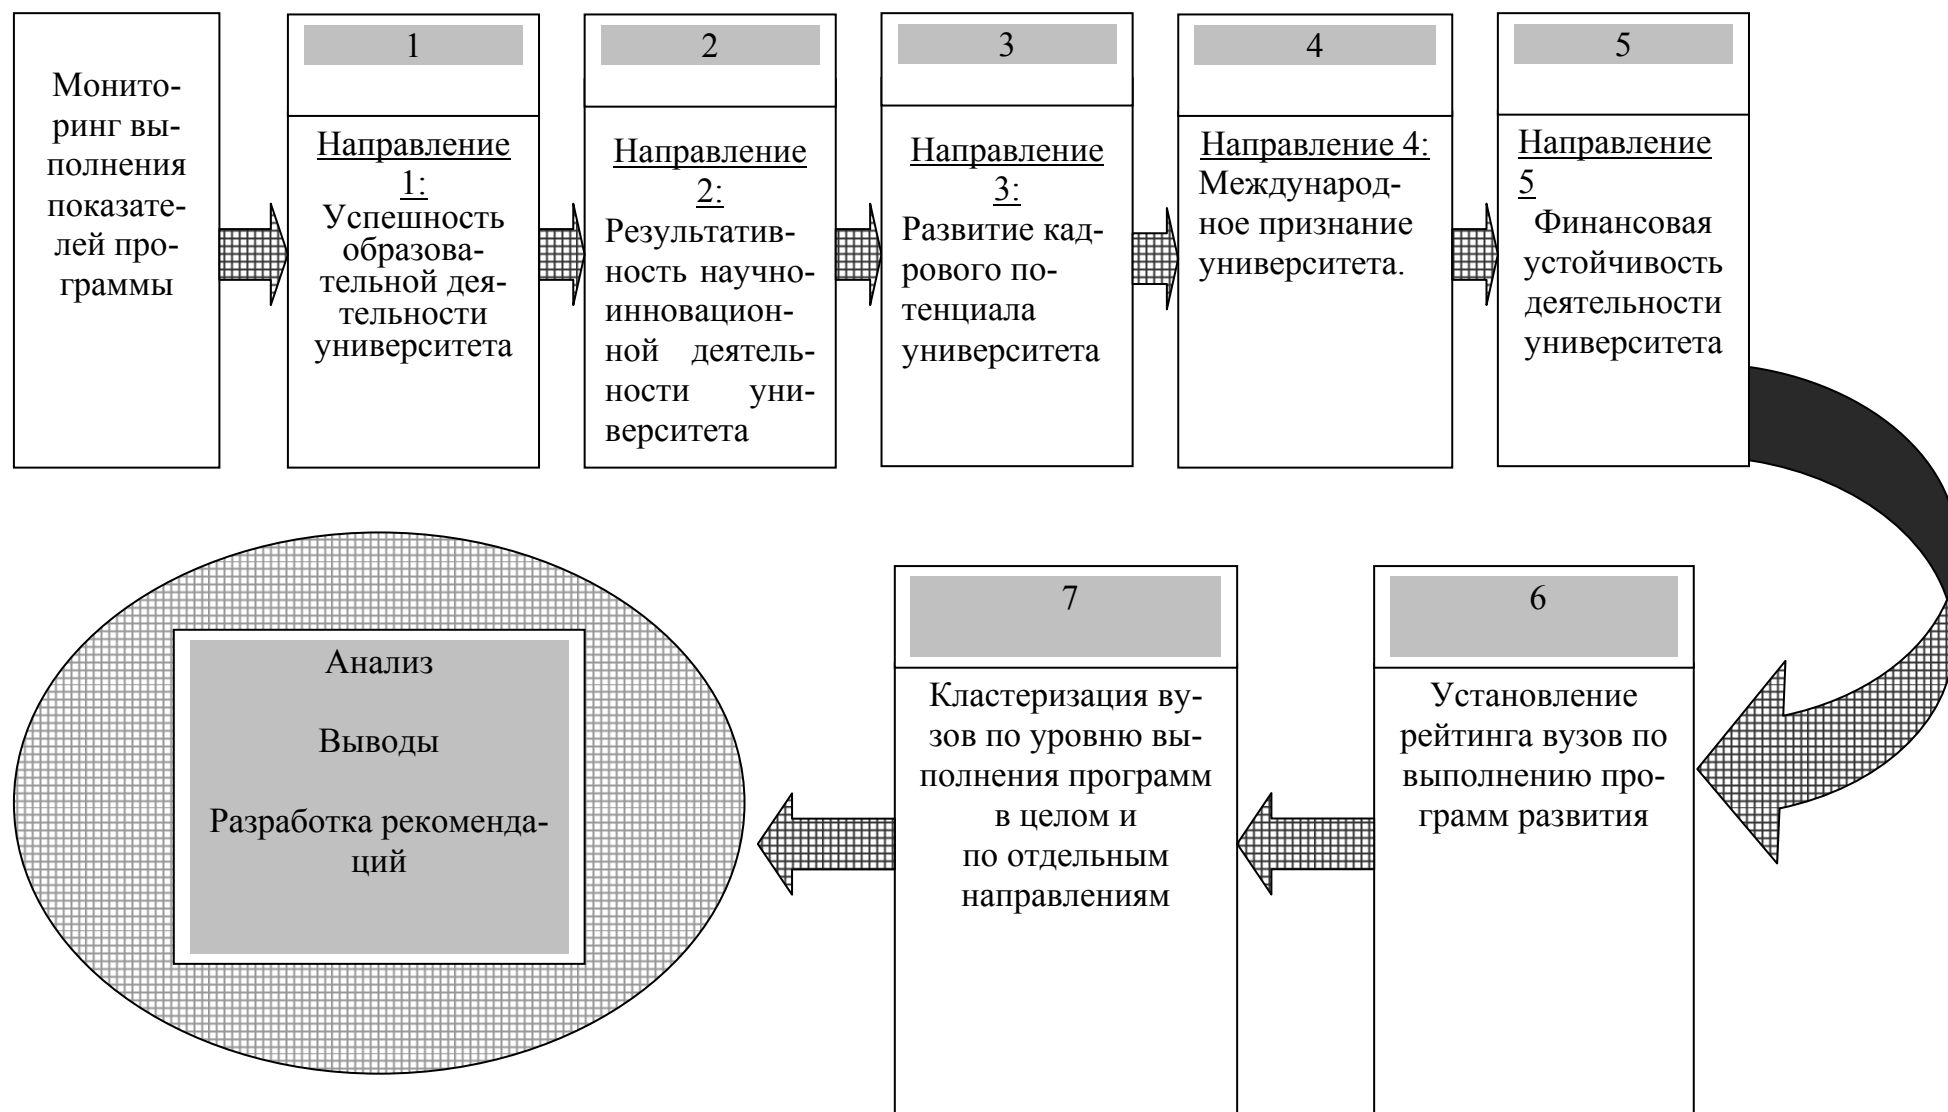 Монито-
ринг вы-
полнения
показате-
лей про-
граммы
1
Направление
1:
Успешность
образова-
тельной дея-
тельности
университета
2
Направление
2:
Результатив-
ность научно-
инновацион-
ной деятель-
ности уни-
верситета
3
Направление
3:
Развитие кад-
рового по-
тенциала
университета
4
Направление 4:
Международ-
ное признание
университета.
5
Направление
5
Финансовая
устойчивость
деятельности
университета
6
Установление
рейтинга вузов по
выполнению про-
грамм развития
7
Кластеризация ву-
зов по уровню вы-
полнения программ
в целом и
по отдельным
направлениям
Анализ
Выводы
Разработка рекоменда-
ций